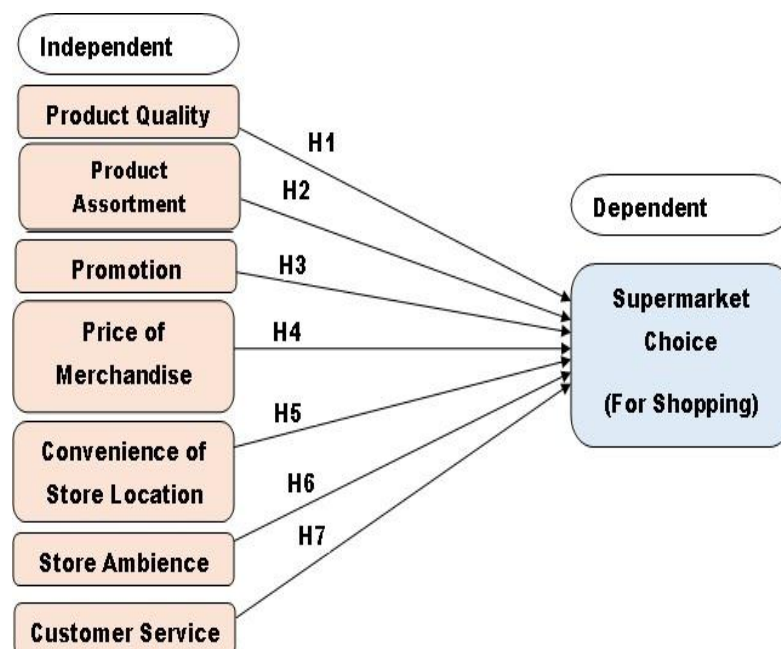 Independent
Product Quality
H1
Product
Assortment
H2
Promotion
H3
Price of
Merchandise
H4
Convenience of
Store Location
H5
Store Ambience
H6
Customer Service
H7
Dependent
Supermarket
Choice
(For Shopping)